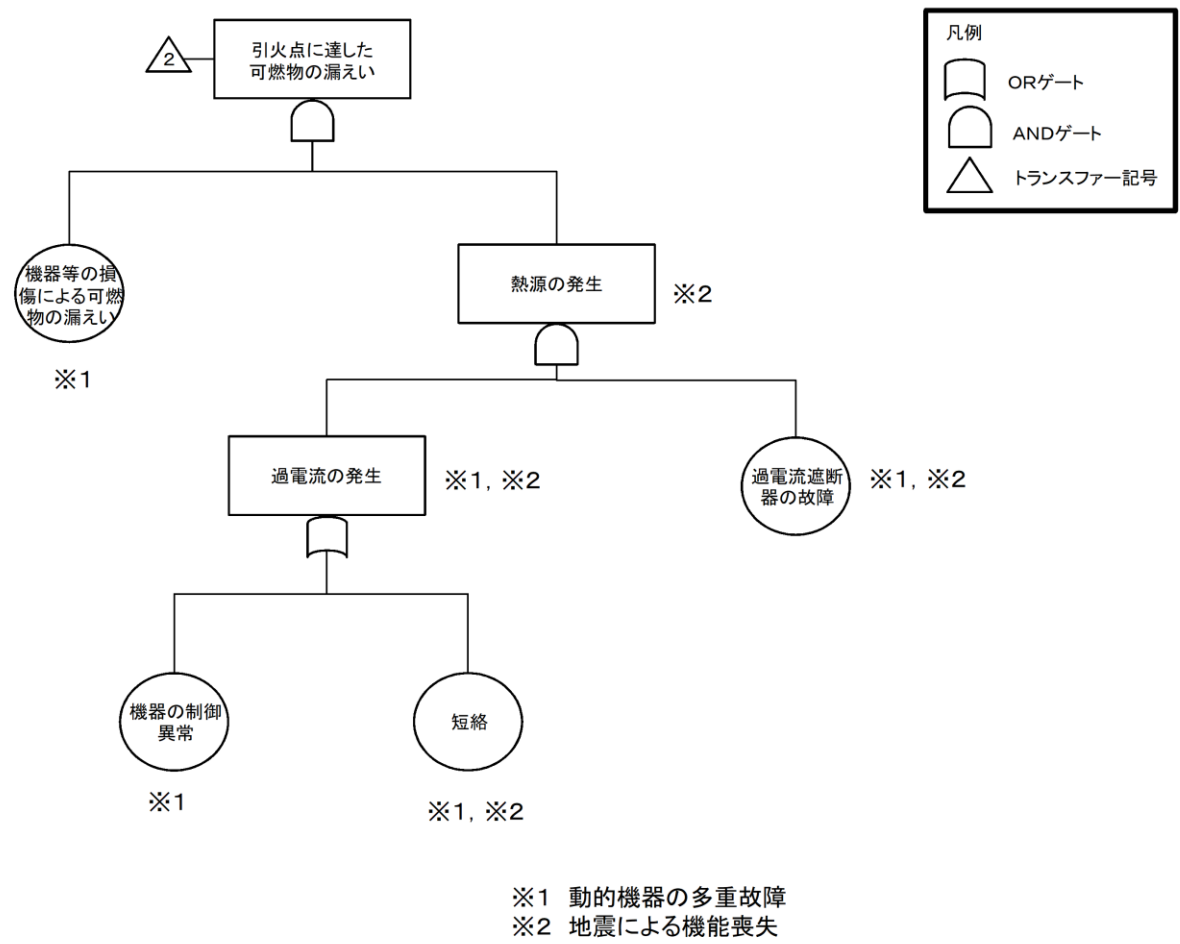 2
引火点に達した
可燃物の漏えい
凡例
ORゲート
ANDゲート
トランスファー記号
機器等の損
傷による可燃
物の漏えい
※1
熱源の発生
※2
過電流の発生
※1，※2
過電流遮断
器の故障
※1，※2
機器の制御
異常
※1
短絡
※1，※2
※1 動的機器の多重故障
※2 地震による機能喪失